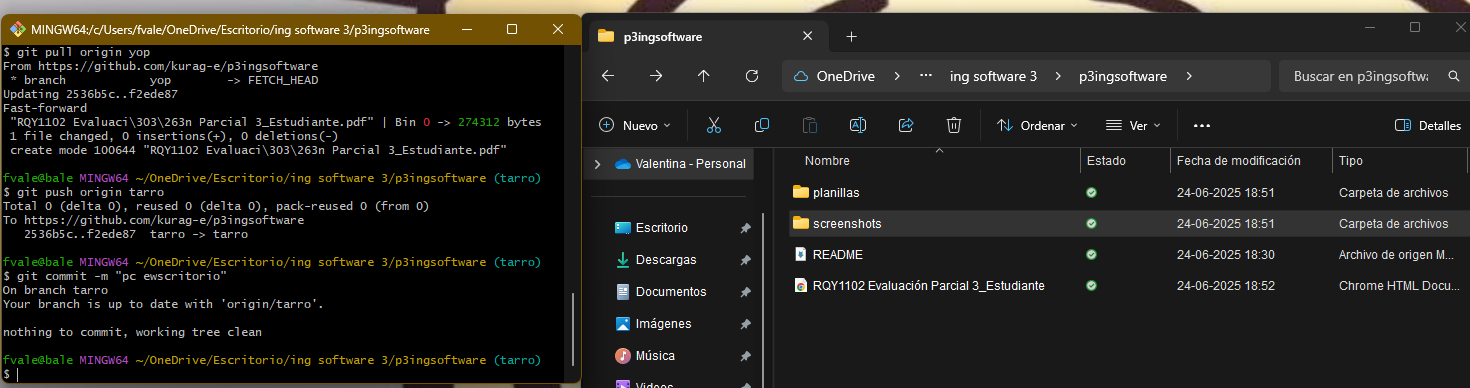 MINGW64:/c/Users/fvale/OneDrive/Escritorio/ing software 3/p3ingsoftware
$ git pull origin yop
From https://github.com/kurag-e/p3ingsoftware
 * branch            yop        -> FETCH_HEAD
Updating 2536b5c..f2ede87
Fast-forward
 "RQY1102 Evaluaci\303\263n Parcial 3_Estudiante.pdf" | Bin 0 -> 274312 bytes
 1 file changed, 0 insertions(+), 0 deletions(-)
 create mode 100644 "RQY1102 Evaluaci\303\263n Parcial 3_Estudiante.pdf"
fvale@bale MINGW64 ~/OneDrive/Escritorio/ing software 3/p3ingsoftware (tarro)
$ git push origin tarro
Total 0 (delta 0), reused 0 (delta 0), pack-reused 0 (from 0)
To https://github.com/kurag-e/p3ingsoftware
   2536b5c..f2ede87  tarro -> tarro
fvale@bale MINGW64 ~/OneDrive/Escritorio/ing software 3/p3ingsoftware (tarro)
$ git commit -m "pc ewscritorio"
On branch tarro
Your branch is up to date with 'origin/tarro'.
nothing to commit, working tree clean
fvale@bale MINGW64 ~/OneDrive/Escritorio/ing software 3/p3ingsoftware (tarro)
$
p3ingsoftware
OneDrive > ... ing software 3 > p3ingsoftware >
Buscar en p3ingsoftwa
Nuevo
Ordenar
Ver
Detalles
Valentina - Personal
Escritorio
Descargas
Documentos
Imágenes
Música
Videos
Nombre Estado Fecha de modificación Tipo
planillas 24-06-2025 18:51 Carpeta de archivos
screenshots 24-06-2025 18:51 Carpeta de archivos
README 24-06-2025 18:30 Archivo de origen M...
RQY1102 Evaluación Parcial 3_Estudiante 24-06-2025 18:52 Chrome HTML Docu...